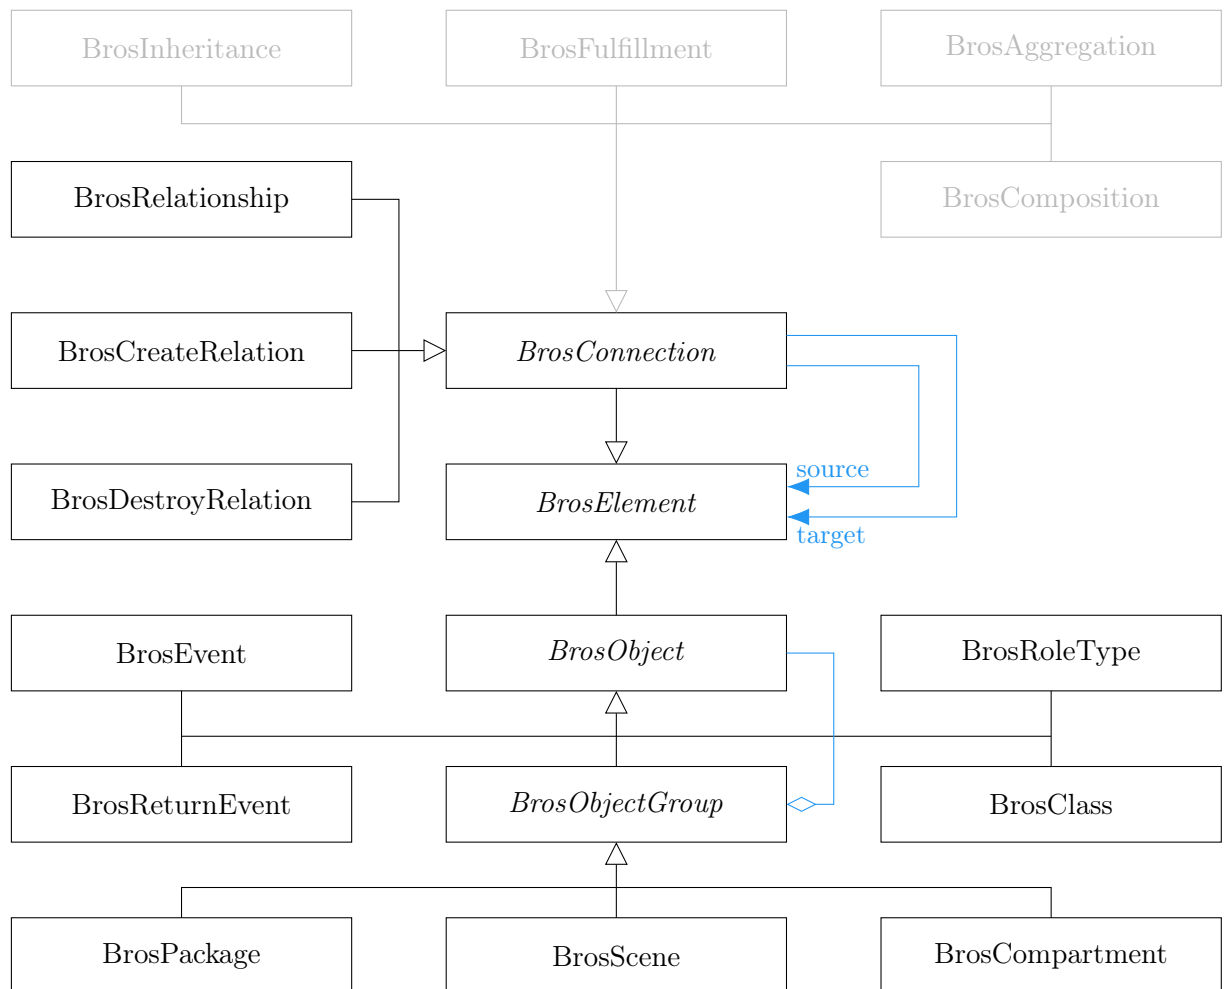 BrosInheritance
BrosFulfillment
BrosAggregation
BrosRelationship
BrosComposition
BrosCreateRelation
BrosConnection
BrosDestroyRelation
BrosElement
source
target
BrosEvent
BrosObject
BrosRoleType
BrosReturnEvent
BrosObjectGroup
BrosClass
BrosPackage
BrosScene
BrosCompartment